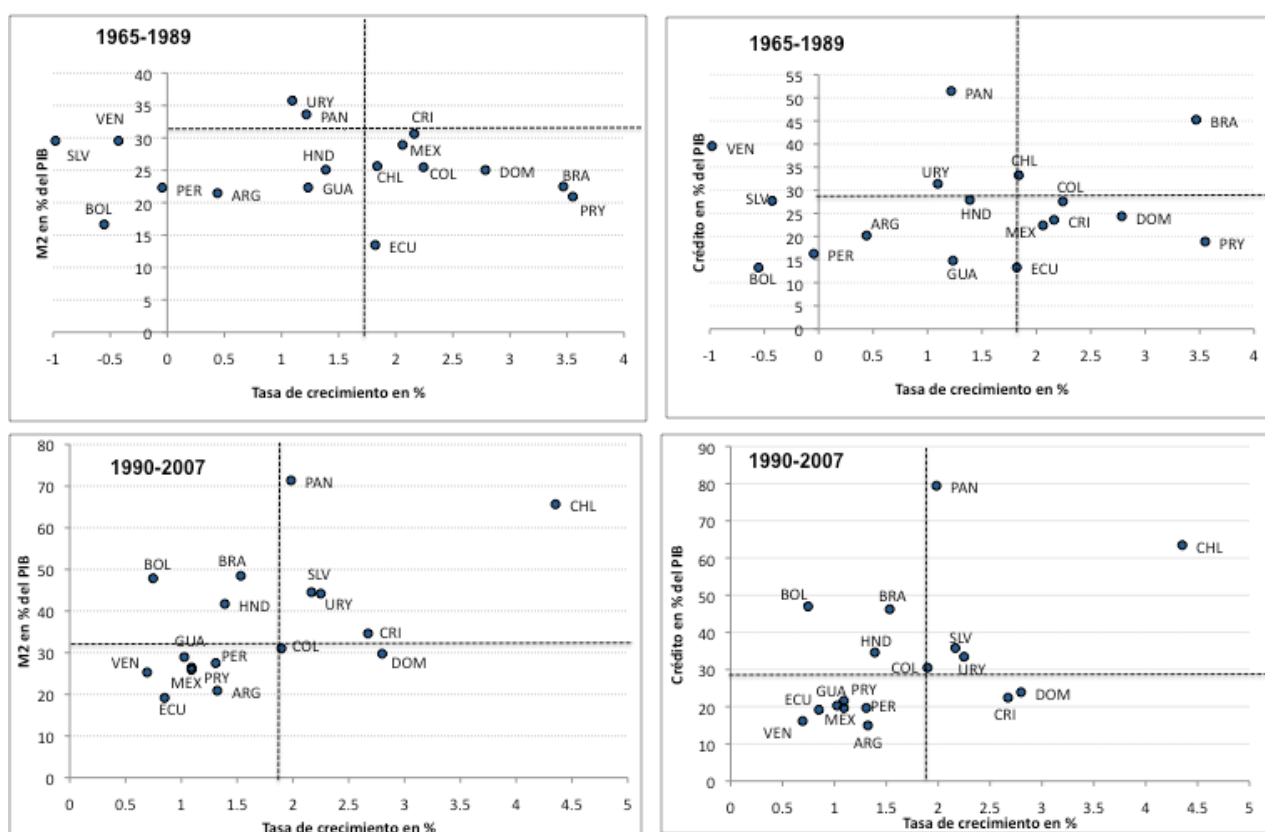 1965-1989
M2 en % del PIB
40
35
30
25
20
15
10
5
0
-1
-0.5
0
0.5
1
1.5
2
2.5
3
3.5
4
Tasa de crecimiento en %
URY
PAN
CRI
VEN
SLV
HND
MEX
CHL
COL
DOM
BRA
PER
ARG
GUA
PRY
BOL
ECU
1965-1989
Crédito en % del PIB
55
50
45
40
35
30
25
20
15
10
5
0
-1
-0.5
0
0.5
1
1.5
2
2.5
3
3.5
4
Tasa de crecimiento en %
PAN
BRA
VEN
CHL
URY
COL
SLV
HND
DOM
CRI
ARG
MEX
PRY
PER
GUA
ECU
BOL
1990-2007
M2 en % del PIB
80
70
60
50
40
30
20
10
0
0
0.5
1
1.5
2
2.5
3
3.5
4
4.5
5
Tasa de crecimiento en %
PAN
CHL
BOL
BRA
SLV
HND
URY
CRI
GUA
COL
PER
DOM
VEN
MEX
PRY
ARG
ECU
1990-2007
Crédito en % del PIB
90
80
70
60
50
40
30
20
10
0
0
0.5
1
1.5
2
2.5
3
3.5
4
4.5
5
Tasa de crecimiento en %
PAN
CHL
BOL
BRA
HND
SLV
COL
URY
ECU
GUA
PRY
DOM
MEX
PER
CRI
VEN
ARG